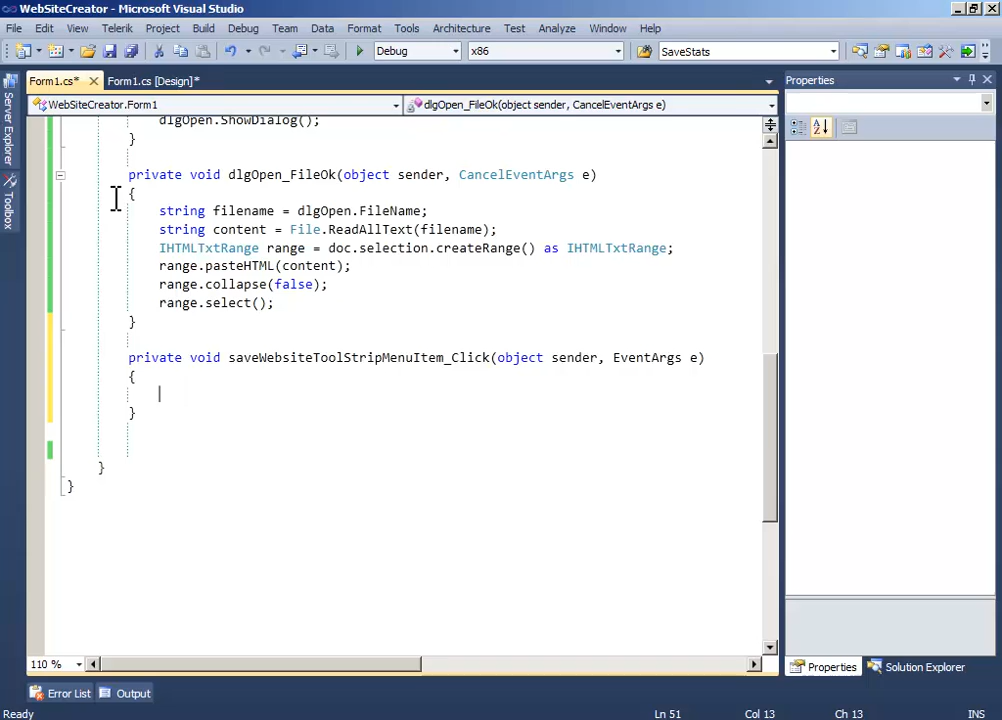 WebSiteCreator - Microsoft Visual Studio
File Edit View Telerik Project Build Debug Team Data Format Tools Architecture Test Analyze Window Help
Debug x86 SaveStats
Form1.cs* Form1.cs [Design]*
WebSiteCreator.Form1 dlgOpen_FileOk(object sender, CancelEventArgs e)
dlgOpen.ShowDialog();
}
private void dlgOpen_FileOk(object sender, CancelEventArgs e)
{
string filename = dlgOpen.FileName;
string content = File.ReadAllText(filename);
IHTMLTxtRange range = doc.selection.createRange() as IHTMLTxtRange;
range.pasteHTML(content);
range.collapse(false);
range.select();
}
private void saveWebsiteToolStripMenuItem_Click(object sender, EventArgs e)
{
}
}
}
110 %
Server Explorer
Toolbox
Properties
Properties Solution Explorer
Error List Output
Ready Ln 51 Col 13 Ch 13 INS